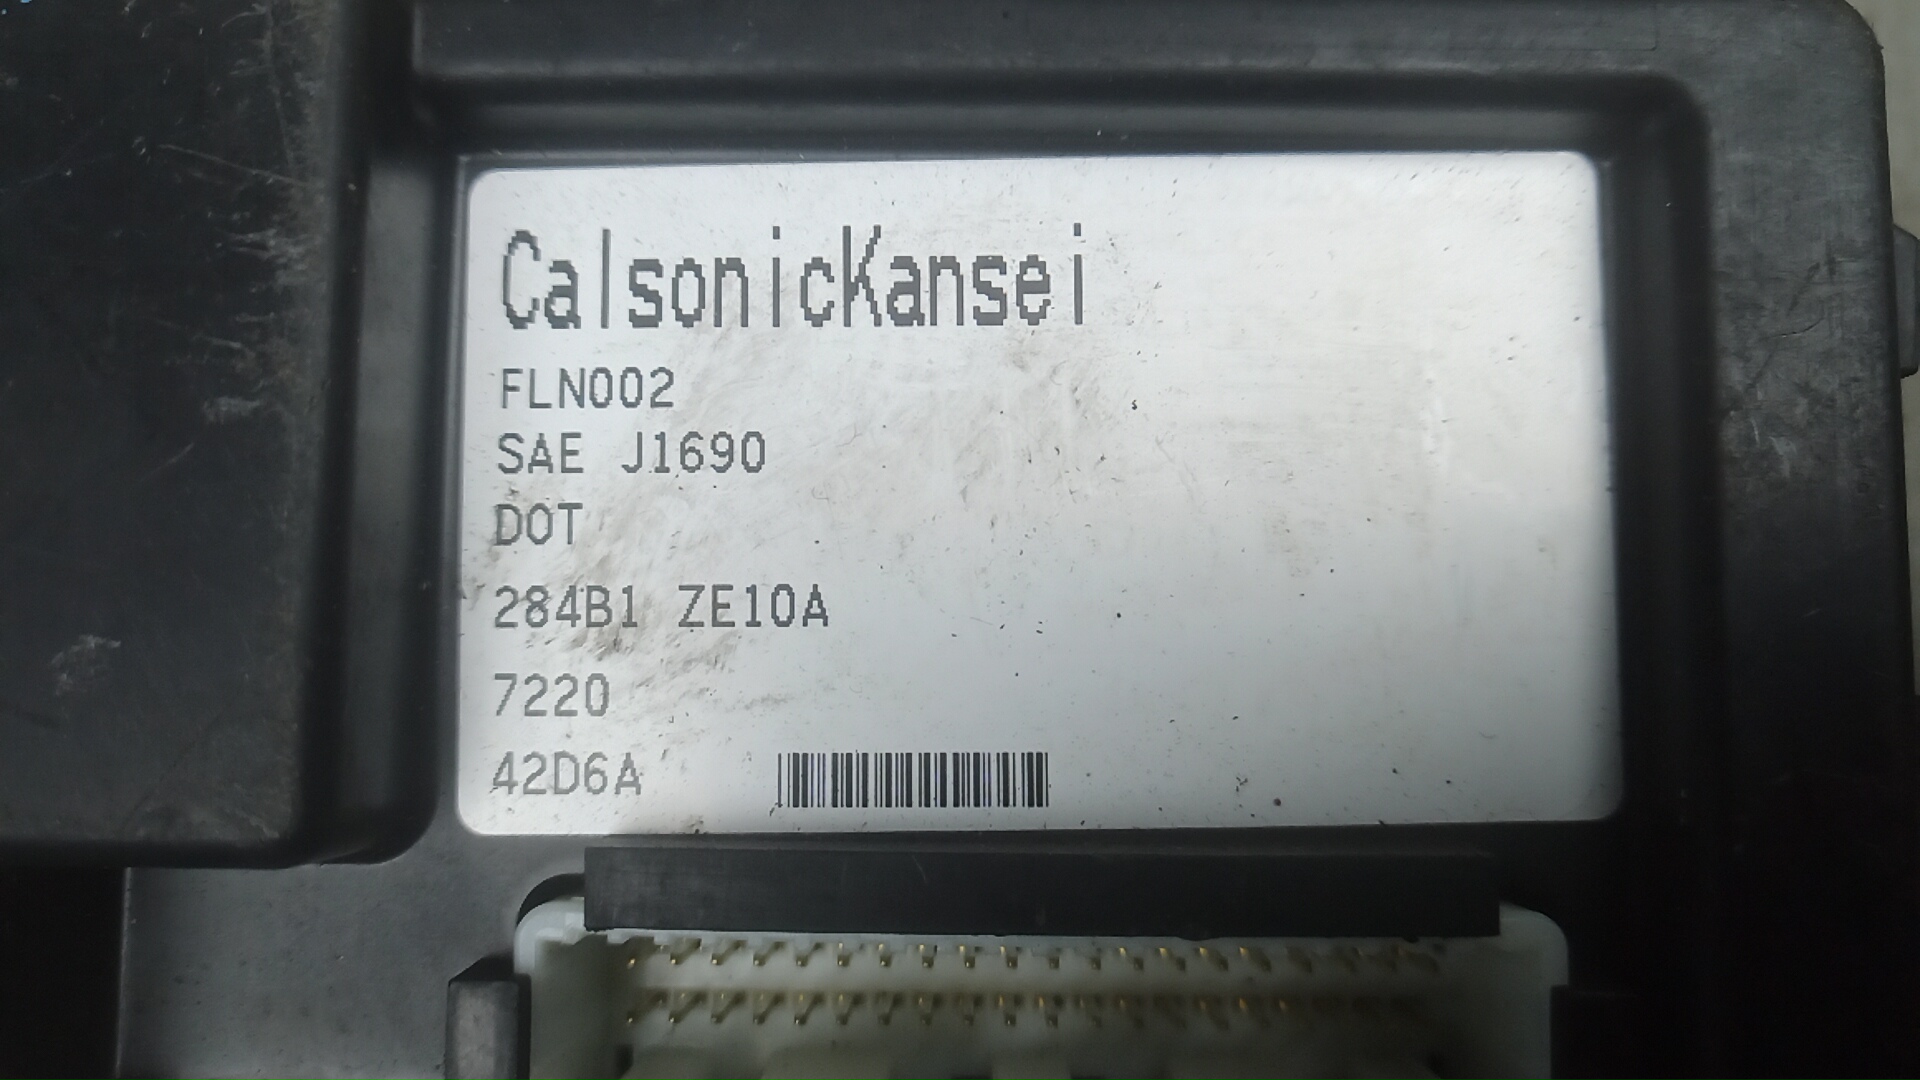 CalsonicKansei
FLN002
SAE J1690
DOT
284B1 ZE10A
7220
42D6A